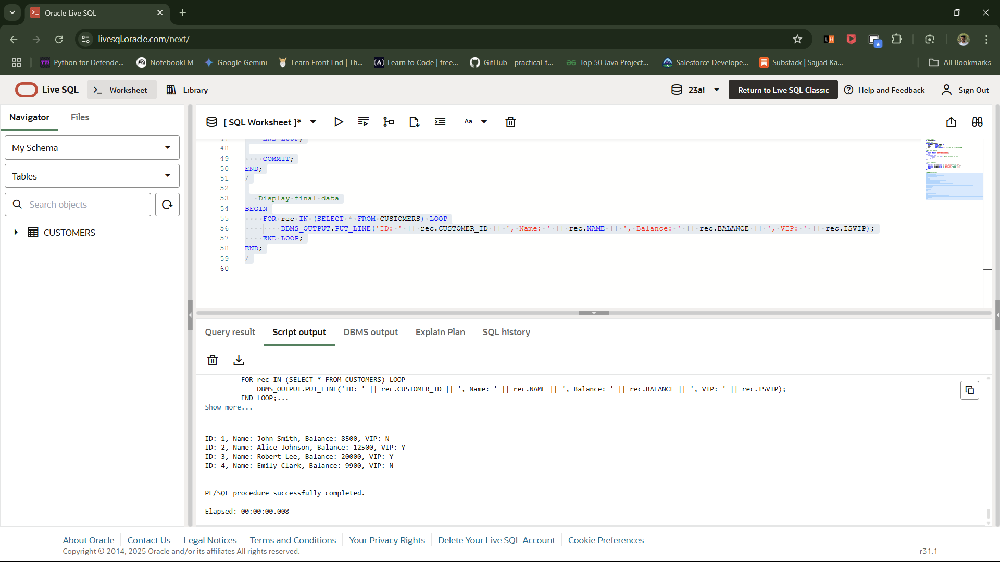 Oracle Live SQL
livesql.oracle.com/next/
Python for Defende...
NotebookLM
Google Gemini
Learn Front End | Th...
Learn to Code | free...
GitHub - practical-t...
Top 50 Java Project...
Salesforce Develope...
Substack | Sajjad Ka...
All Bookmarks
Live SQL
>_ Worksheet
Library
23ai
Return to Live SQL Classic
Help and Feedback
Sign Out
Navigator
Files
My Schema
Tables
Search objects
CUSTOMERS
[ SQL Worksheet ]*
Aa
47 END LOOP;
48
49 COMMIT;
50 END;
51 /
52
53 -- Display final data
54 BEGIN
55 FOR rec IN (SELECT * FROM CUSTOMERS) LOOP
56 DBMS_OUTPUT.PUT_LINE('ID: ' || rec.CUSTOMER_ID || ', Name: ' || rec.NAME || ', Balance: ' || rec.BALANCE || ', VIP: ' || rec.ISVIP);
57 END LOOP;
58 END;
59 /
60
Query result
Script output
DBMS output
Explain Plan
SQL history
FOR rec IN (SELECT * FROM CUSTOMERS) LOOP
DBMS_OUTPUT.PUT_LINE('ID: ' || rec.CUSTOMER_ID || ', Name: ' || rec.NAME || ', Balance: ' || rec.BALANCE || ', VIP: ' || rec.ISVIP);
END LOOP;...
Show more...
ID: 1, Name: John Smith, Balance: 8500, VIP: N
ID: 2, Name: Alice Johnson, Balance: 12500, VIP: Y
ID: 3, Name: Robert Lee, Balance: 20000, VIP: Y
ID: 4, Name: Emily Clark, Balance: 9900, VIP: N
PL/SQL procedure successfully completed.
Elapsed: 00:00:00.008
About Oracle
Contact Us
Legal Notices
Terms and Conditions
Your Privacy Rights
Delete Your Live SQL Account
Cookie Preferences
Copyright © 2014, 2025 Oracle and/or its affiliates All rights reserved.
r31.1